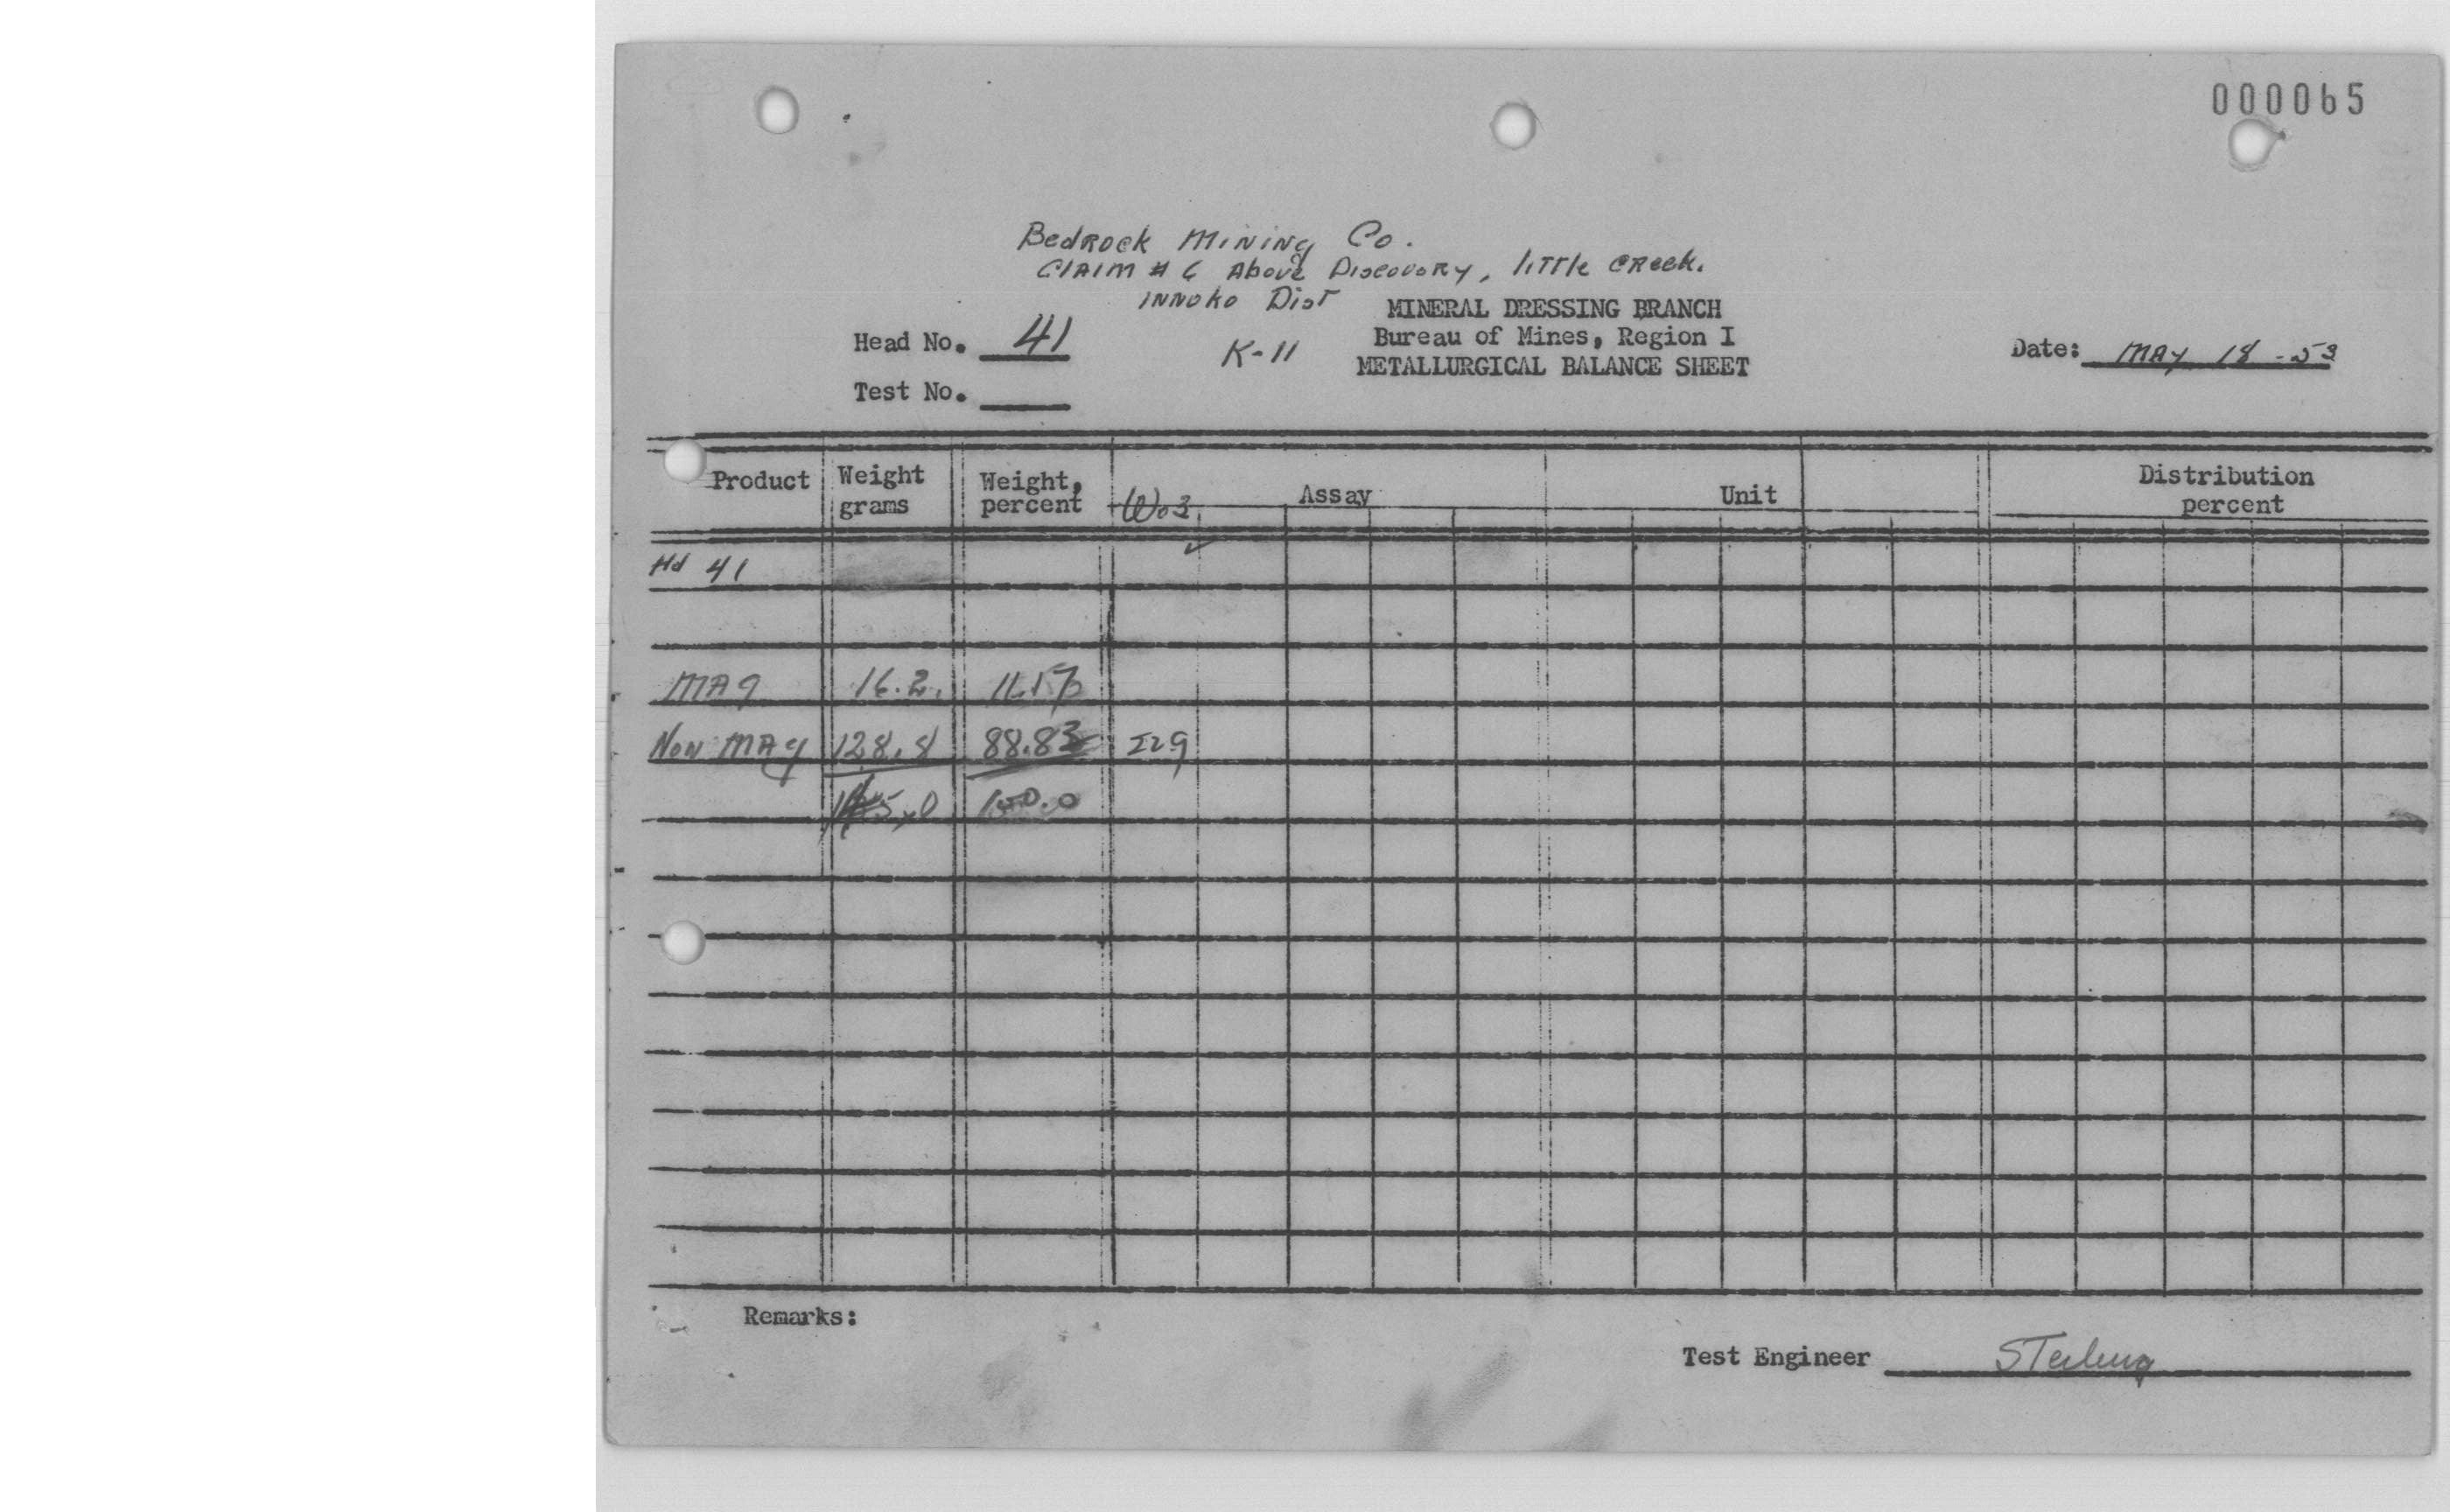 000065
Bedrock Mining Co.
Claim # 6 Above Discovery, little creek.
INNOKO Dist
MINERAL DRESSING BRANCH
Head No. 41
K-11
Bureau of Mines, Region I
Date: May 18 - 53
METALLURGICAL BALANCE SHEET
Test No.
Product Weight grams Weight, percent Assay Unit Distribution percent
WO3
Hd 41
MAg 16.2 11.17
Non MAg 128.8 88.83
145.0 100.0
Remarks:
Test Engineer Sterling